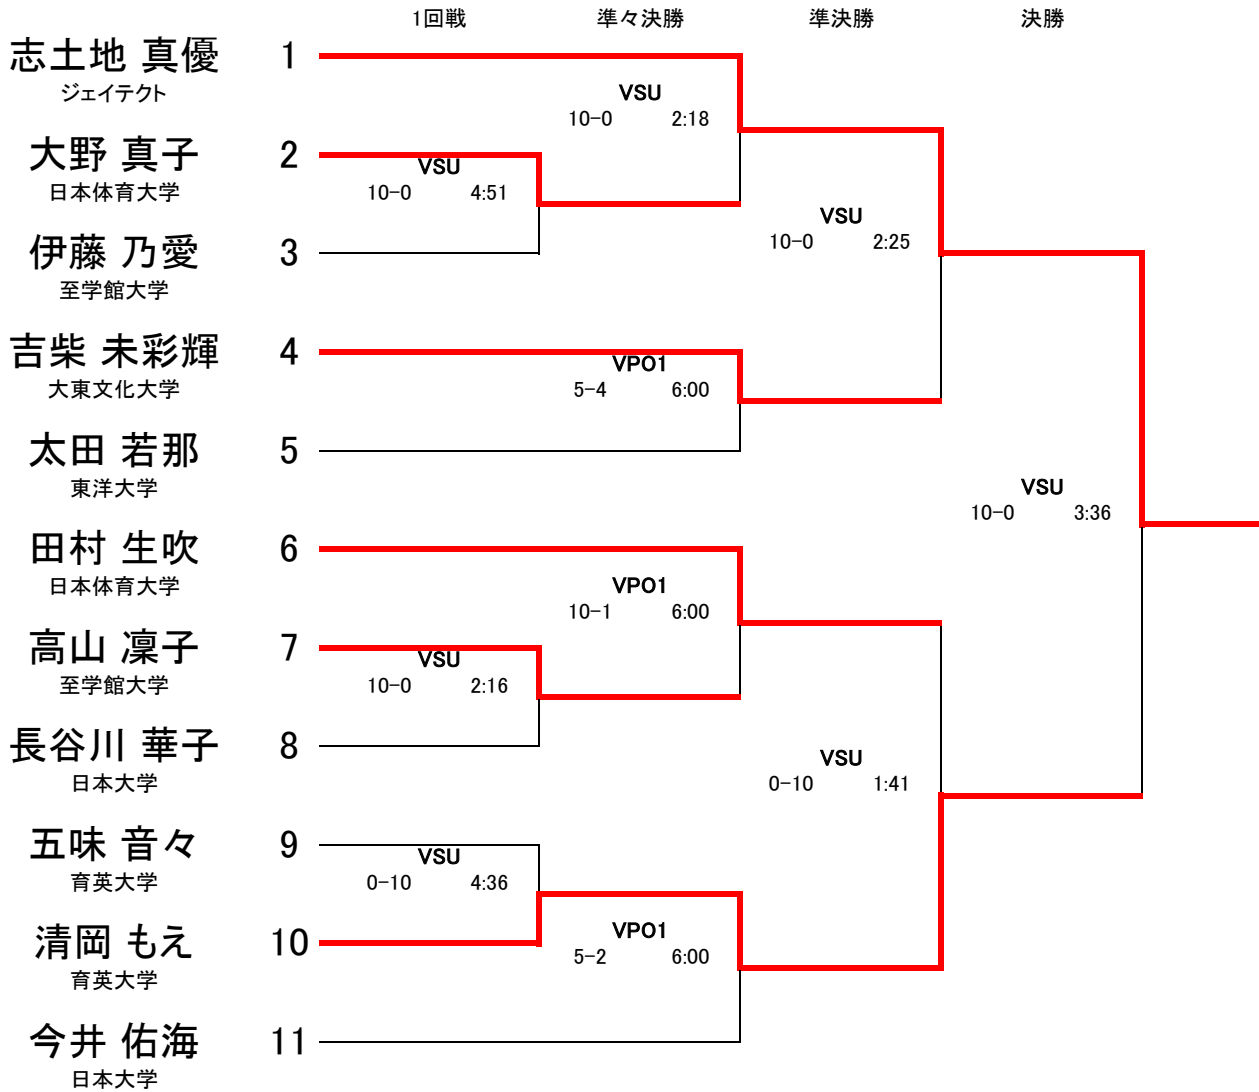 1回戦 準々決勝 準決勝 決勝
志土地 真優 1
ジェイテクト
VSU
10-0 2:18
大野 真子 2
日本体育大学
VSU
10-0 4:51
VSU
10-0 2:25
伊藤 乃愛 3
至学館大学
吉柴 未彩輝 4
大東文化大学
VPO1
5-4 6:00
太田 若那 5
東洋大学
VSU
10-0 3:36
田村 生吹 6
日本体育大学
VPO1
10-1 6:00
高山 凜子 7
至学館大学
VSU
10-0 2:16
長谷川 華子 8
日本大学
VSU
0-10 1:41
五味 音々 9
育英大学
VSU
0-10 4:36
清岡 もえ 10
育英大学
VPO1
5-2 6:00
今井 佑海 11
日本大学